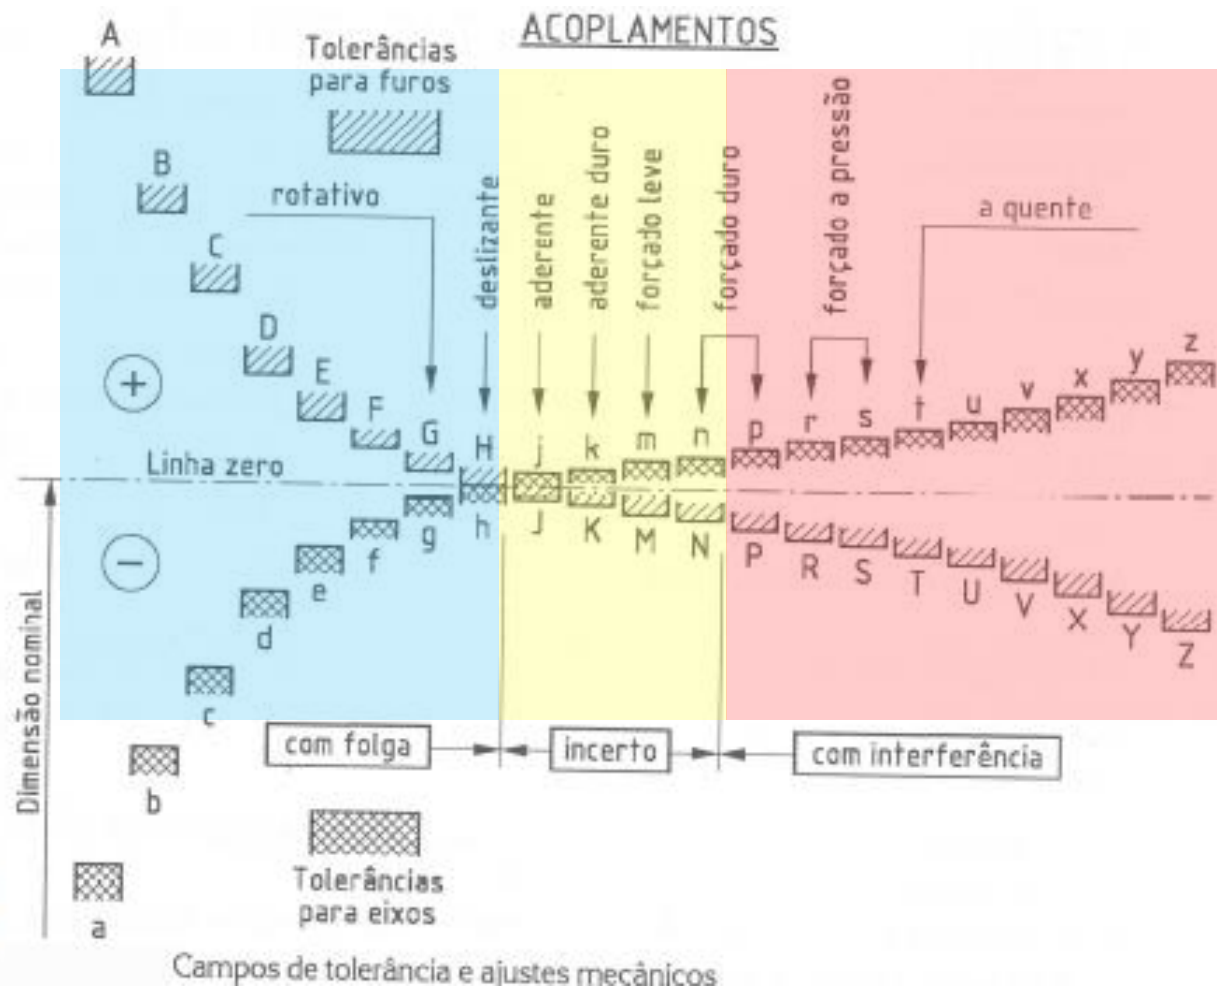 ACOPLAMENTOS
Tolerâncias
para furos
rotativo
deslizante
aderente
aderente duro
forçado leve
forçado duro
forçado a pressão
a quente
A
B
C
D
E
F
G
H
j
k
m
n
p
r
s
t
u
v
x
y
z
+
Linha zero
−
a
b
c
d
e
f
g
h
J
K
M
N
P
R
S
T
U
V
X
Y
Z
Dimensão nominal
com folga
incerto
com interferência
Tolerâncias
para eixos
Campos de tolerância e ajustes mecânicos